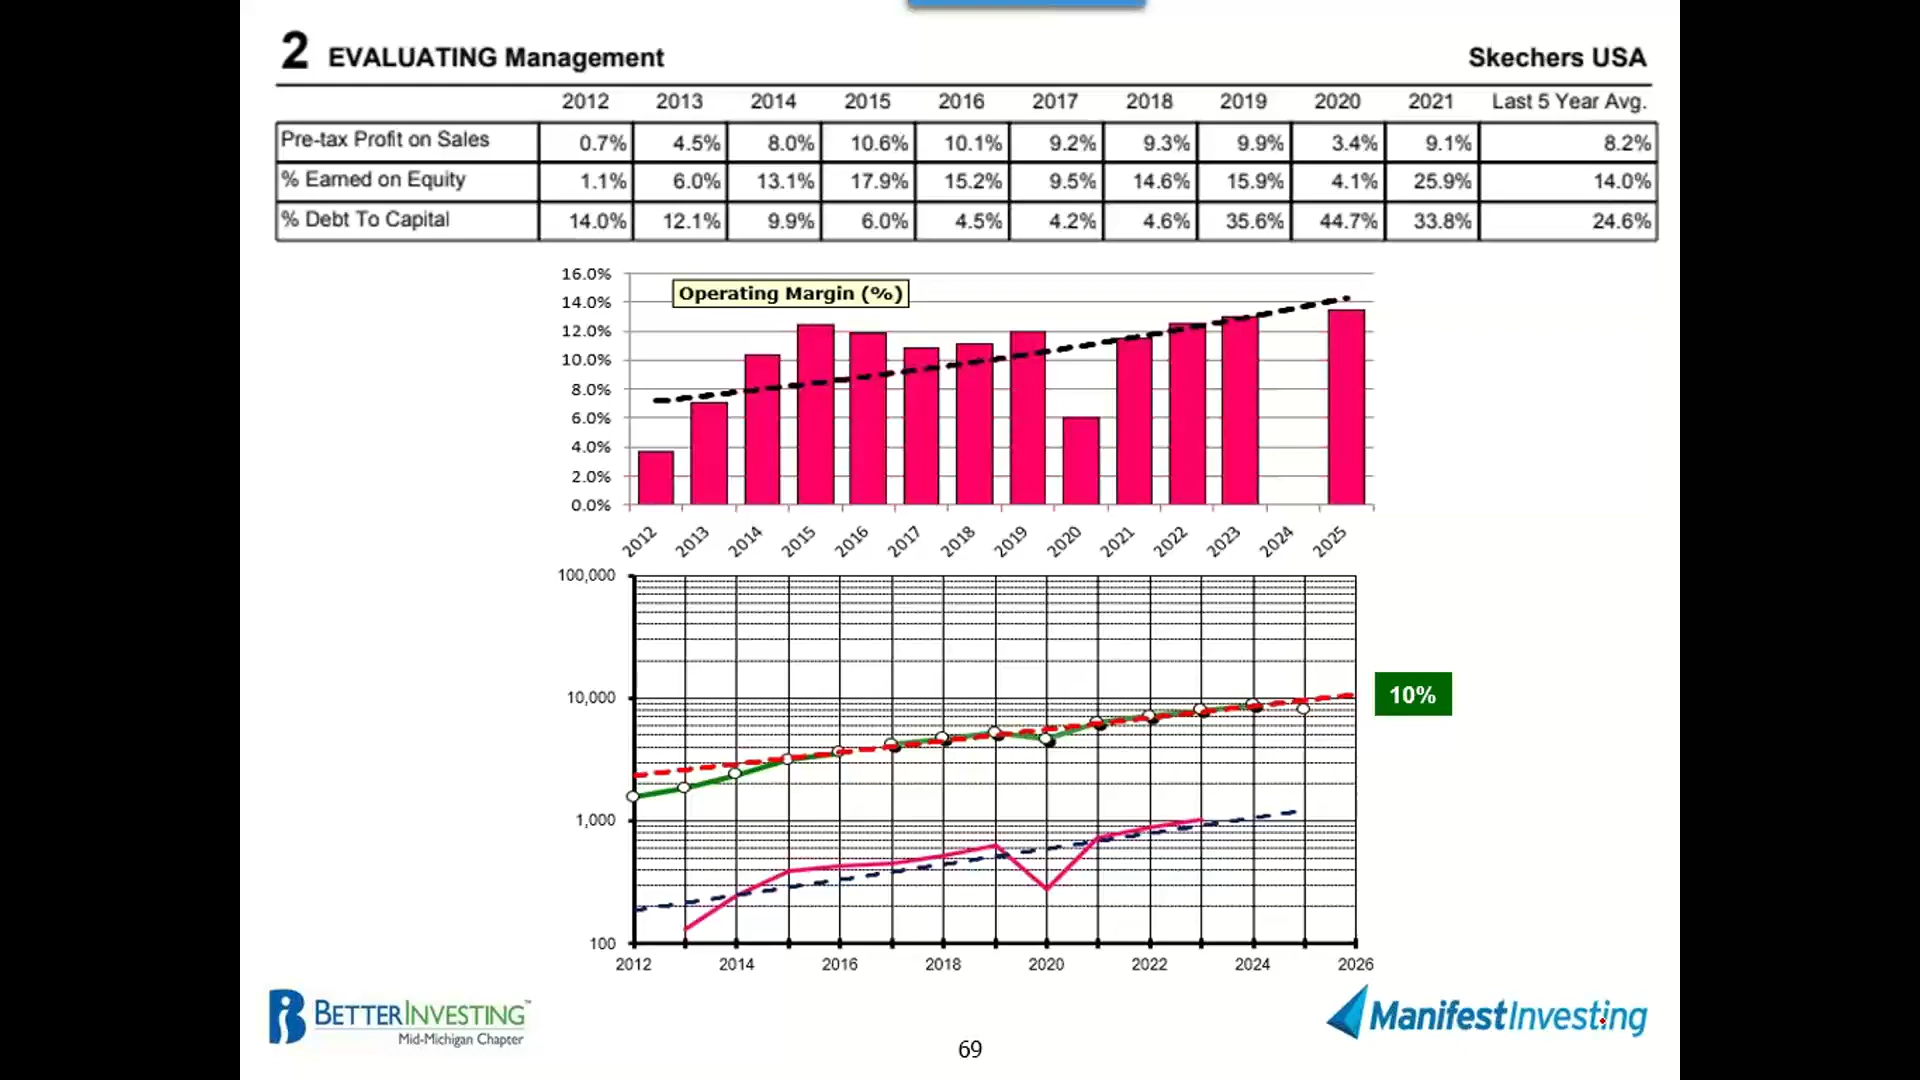 2 EVALUATING Management Skechers USA
2012 2013 2014 2015 2016 2017 2018 2019 2020 2021 Last 5 Year Avg.
Pre-tax Profit on Sales 0.7% 4.5% 8.0% 10.6% 10.1% 9.2% 9.3% 9.9% 3.4% 9.1% 8.2%
% Earned on Equity 1.1% 6.0% 13.1% 17.9% 15.2% 9.5% 14.6% 15.9% 4.1% 25.9% 14.0%
% Debt To Capital 14.0% 12.1% 9.9% 6.0% 4.5% 4.2% 4.6% 35.6% 44.7% 33.8% 24.6%
Operating Margin (%)
16.0%
14.0%
12.0%
10.0%
8.0%
6.0%
4.0%
2.0%
0.0%
2012 2013 2014 2015 2016 2017 2018 2019 2020 2021 2022 2023 2024 2025
100,000
10,000
1,000
100
10%
2012 2014 2016 2018 2020 2022 2024 2026
BETTERINVESTING™
Mid-Michigan Chapter
ManifestInvesting
69